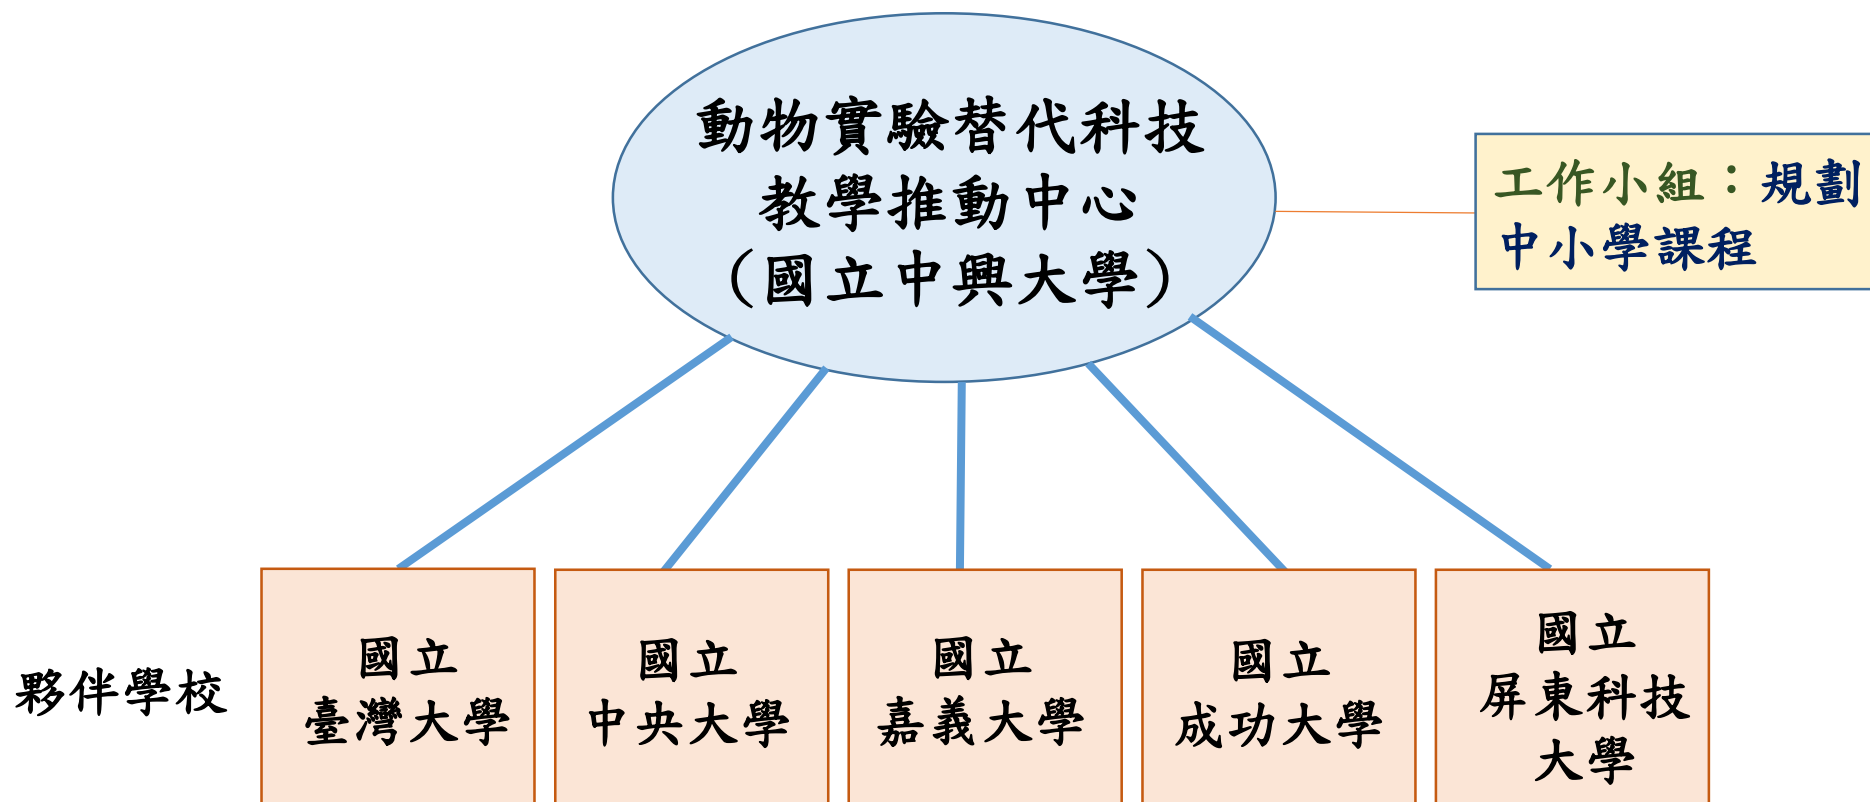 動物實驗替代科技
教學推動中心
（國立中興大學）
工作小組：規劃
中小學課程
夥伴學校
國立
臺灣大學
國立
中央大學
國立
嘉義大學
國立
成功大學
國立
屏東科技
大學